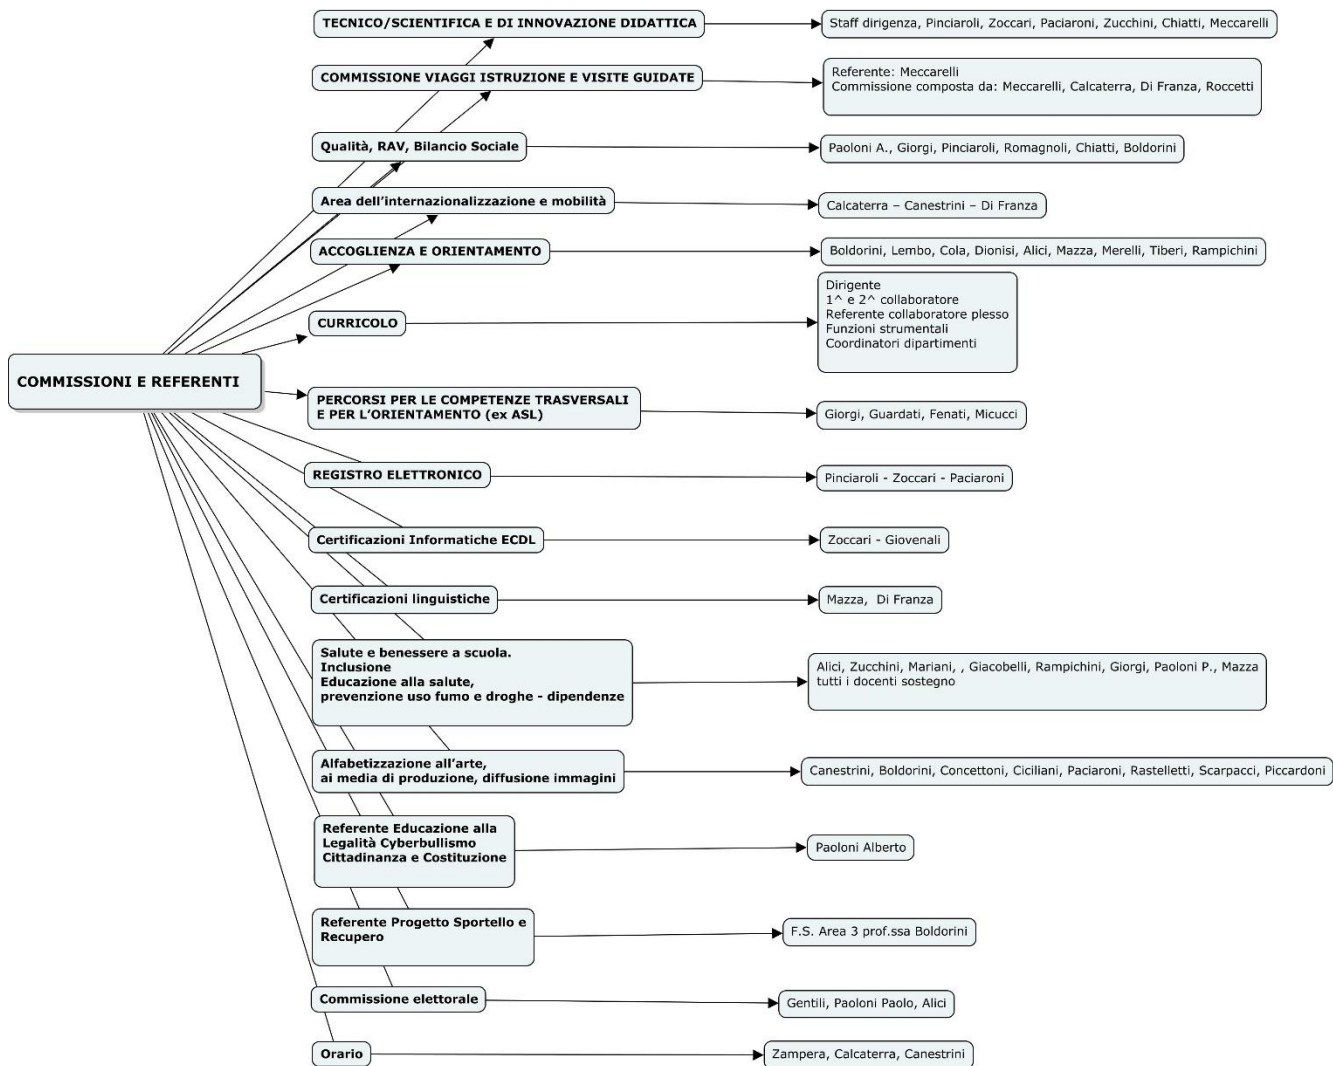 TECNICO/SCIENTIFICA E DI INNOVAZIONE DIDATTICA
Staff dirigenza, Pinciaroli, Zoccari, Paciaroni, Zucchini, Chiatti, Meccarelli
COMMISSIONE VIAGGI ISTRUZIONE E VISITE GUIDATE
Referente: Meccarelli
Commissione composta da: Meccarelli, Calcaterra, Di Franza, Roccetti
Qualità, RAV, Bilancio Sociale
Paoloni A., Giorgi, Pinciaroli, Romagnoli, Chiatti, Boldorini
Area dell'internazionalizzazione e mobilità
Calcaterra – Canestrini – Di Franza
ACCOGLIENZA E ORIENTAMENTO
Boldorini, Lembo, Cola, Dionisi, Alici, Mazza, Merelli, Tiberi, Rampichini
CURRICOLO
Dirigente
1^ e 2^ collaboratore
Referente collaboratore plesso
Funzioni strumentali
Coordinatori dipartimenti
COMMISSIONI E REFERENTI
PERCORSI PER LE COMPETENZE TRASVERSALI
E PER L'ORIENTAMENTO (ex ASL)
Giorgi, Guardati, Fenati, Micucci
REGISTRO ELETTRONICO
Pinciaroli - Zoccari - Paciaroni
Certificazioni Informatiche ECDL
Zoccari - Giovenali
Certificazioni linguistiche
Mazza,  Di Franza
Salute e benessere a scuola.
Inclusione
Educazione alla salute,
prevenzione uso fumo e droghe - dipendenze
Alici, Zucchini, Mariani, , Giacobelli, Rampichini, Giorgi, Paoloni P., Mazza
tutti i docenti sostegno
Alfabetizzazione all'arte,
ai media di produzione, diffusione immagini
Canestrini, Boldorini, Concettoni, Ciciliani, Paciaroni, Rastelletti, Scarpacci, Piccardoni
Referente Educazione alla
Legalità Cyberbullismo
Cittadinanza e Costituzione
Paoloni Alberto
Referente Progetto Sportello e
Recupero
F.S. Area 3 prof.ssa Boldorini
Commissione elettorale
Gentili, Paoloni Paolo, Alici
Orario
Zampera, Calcaterra, Canestrini